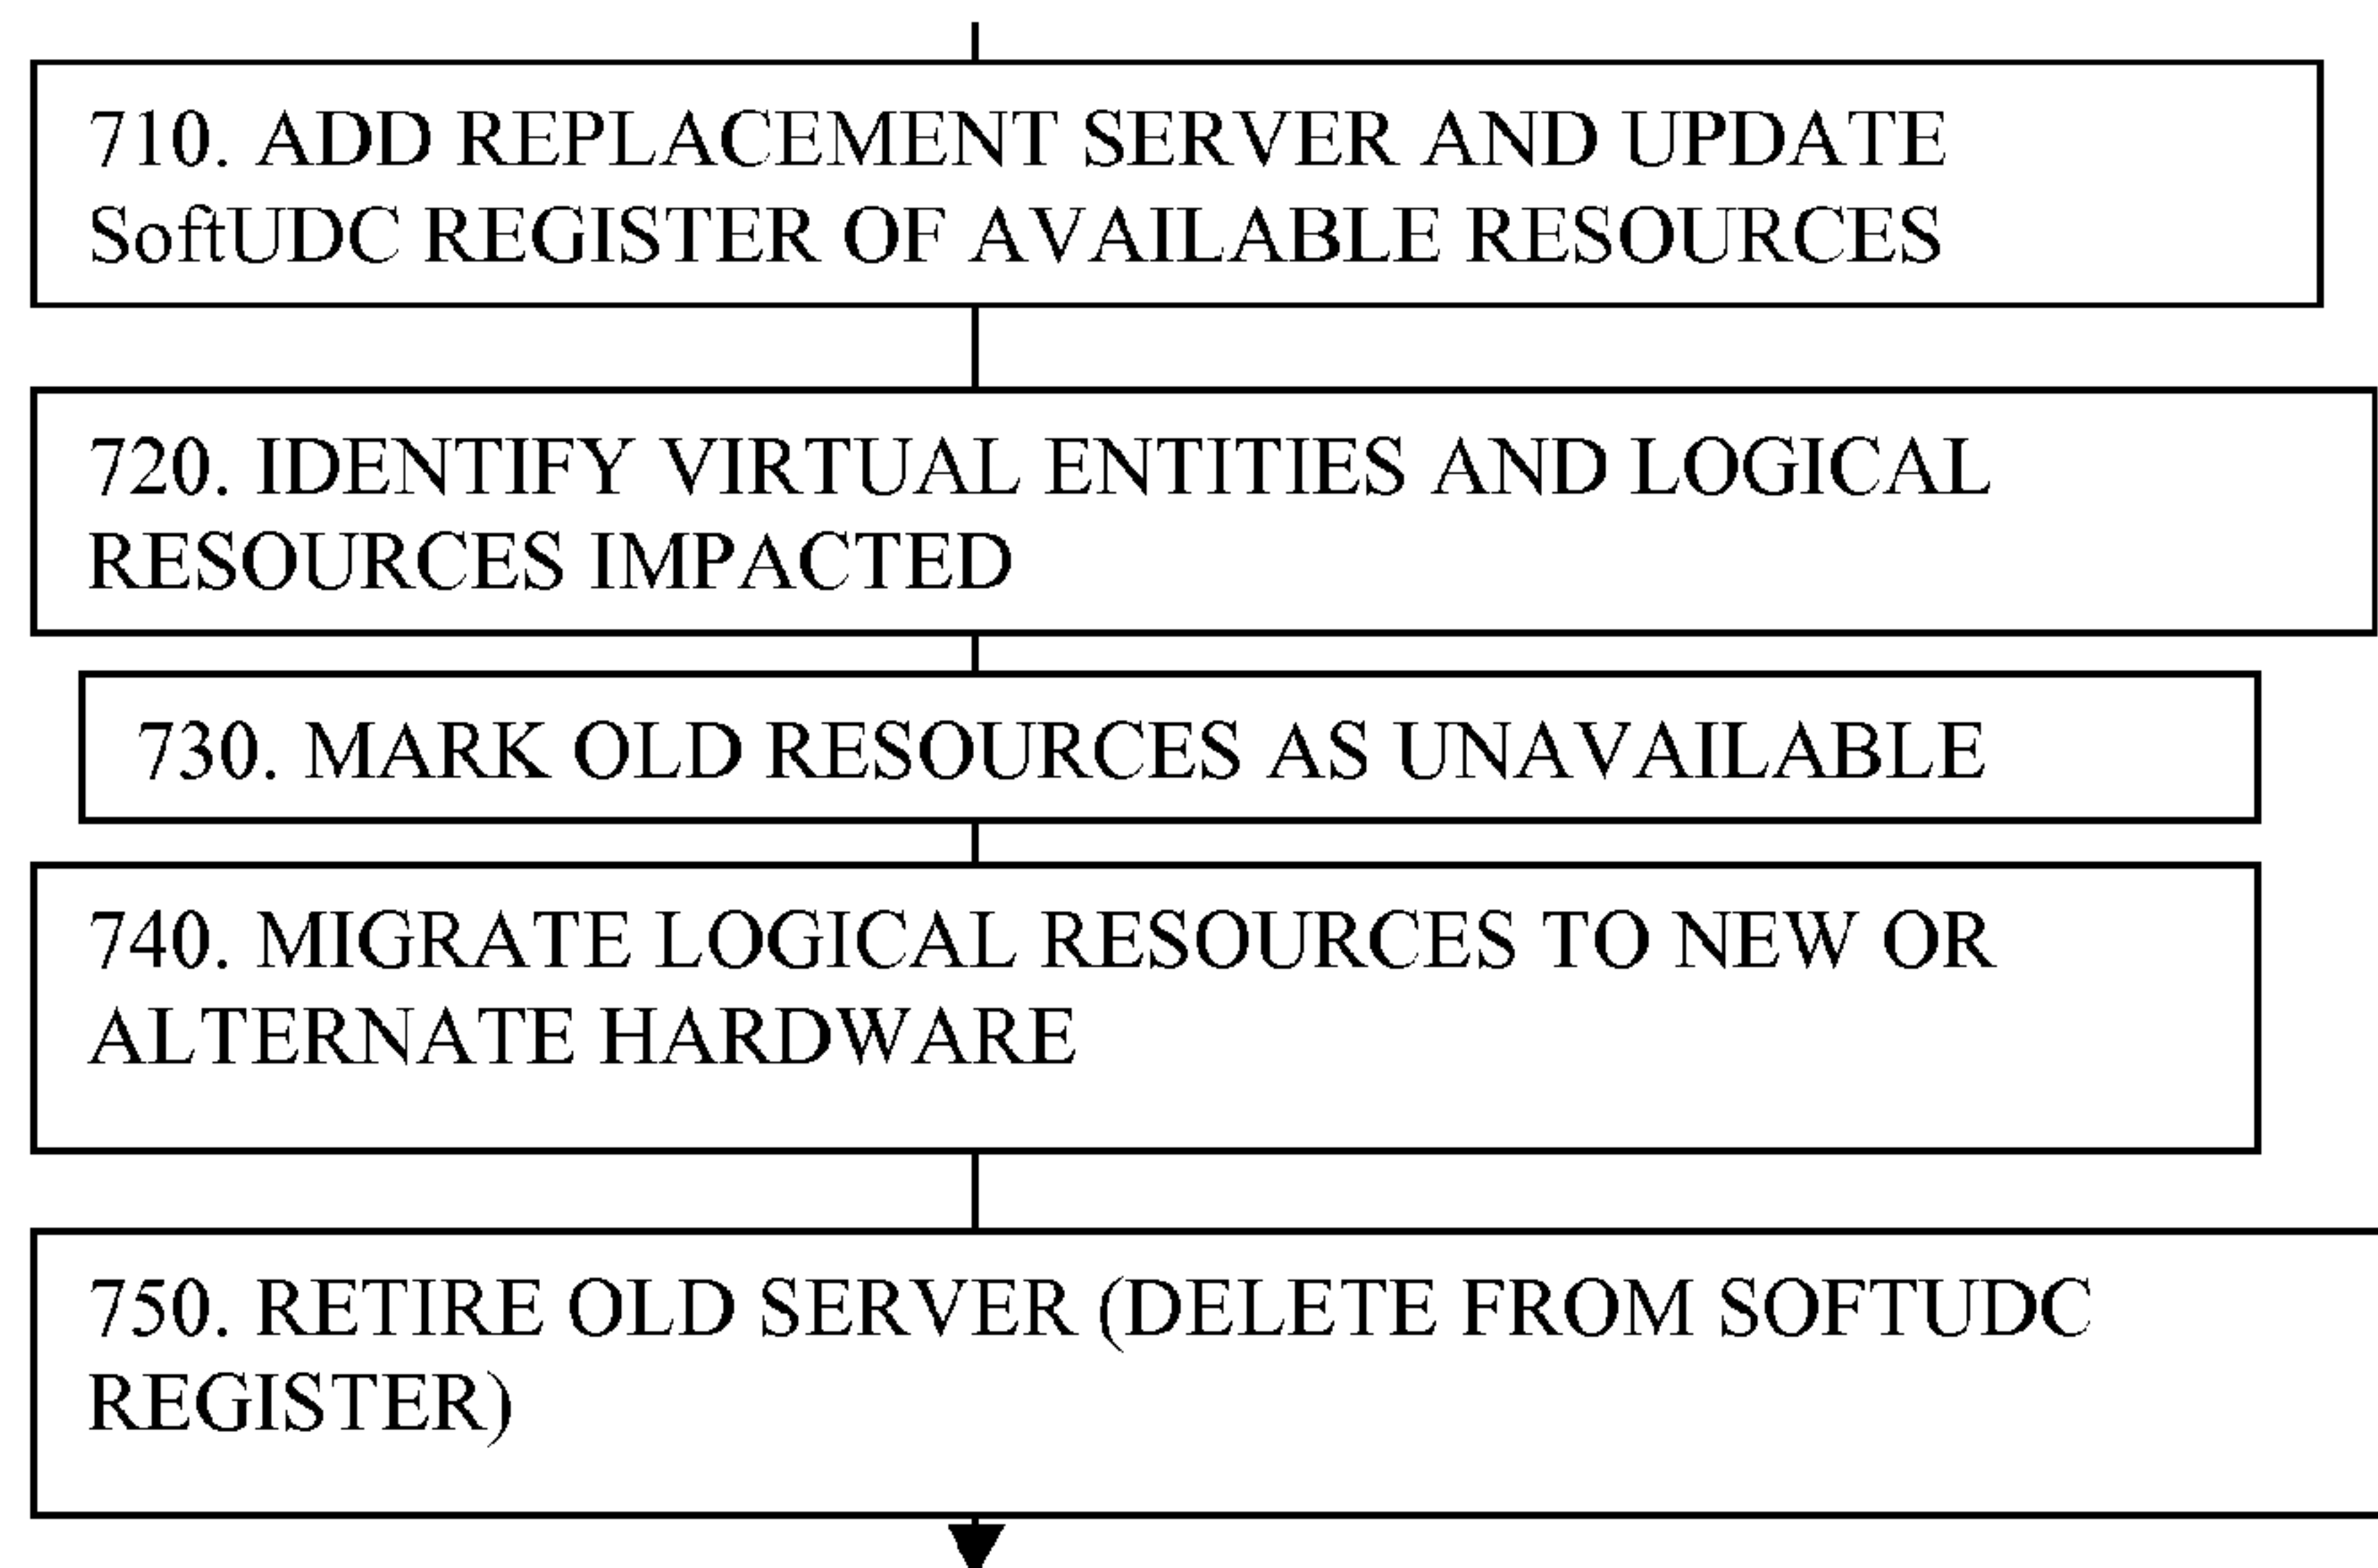 710. ADD REPLACEMENT SERVER AND UPDATE
SoftUDC REGISTER OF AVAILABLE RESOURCES
720. IDENTIFY VIRTUAL ENTITIES AND LOGICAL
RESOURCES IMPACTED
730. MARK OLD RESOURCES AS UNAVAILABLE
740. MIGRATE LOGICAL RESOURCES TO NEW OR
ALTERNATE HARDWARE
750. RETIRE OLD SERVER (DELETE FROM SOFTUDC
REGISTER)